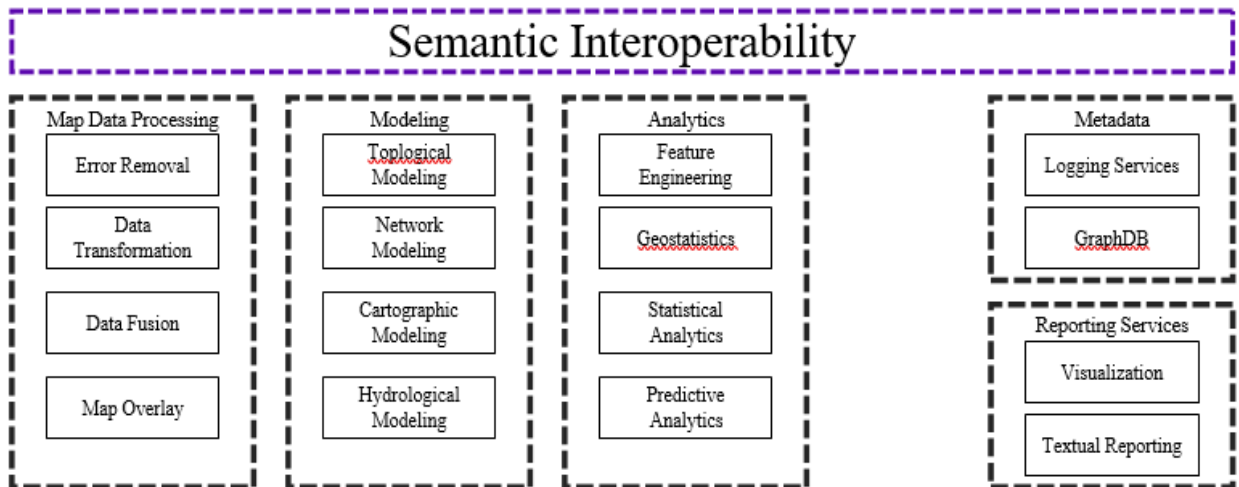 Semantic Interoperability
Map Data Processing
Error Removal
Data
Transformation
Data Fusion
Map Overlay
Modeling
Toplogical
Modeling
Network
Modeling
Cartographic
Modeling
Hydrological
Modeling
Analytics
Feature
Engineering
Geostatistics
Statistical
Analytics
Predictive
Analytics
Metadata
Logging Services
GraphDB
Reporting Services
Visualization
Textual Reporting